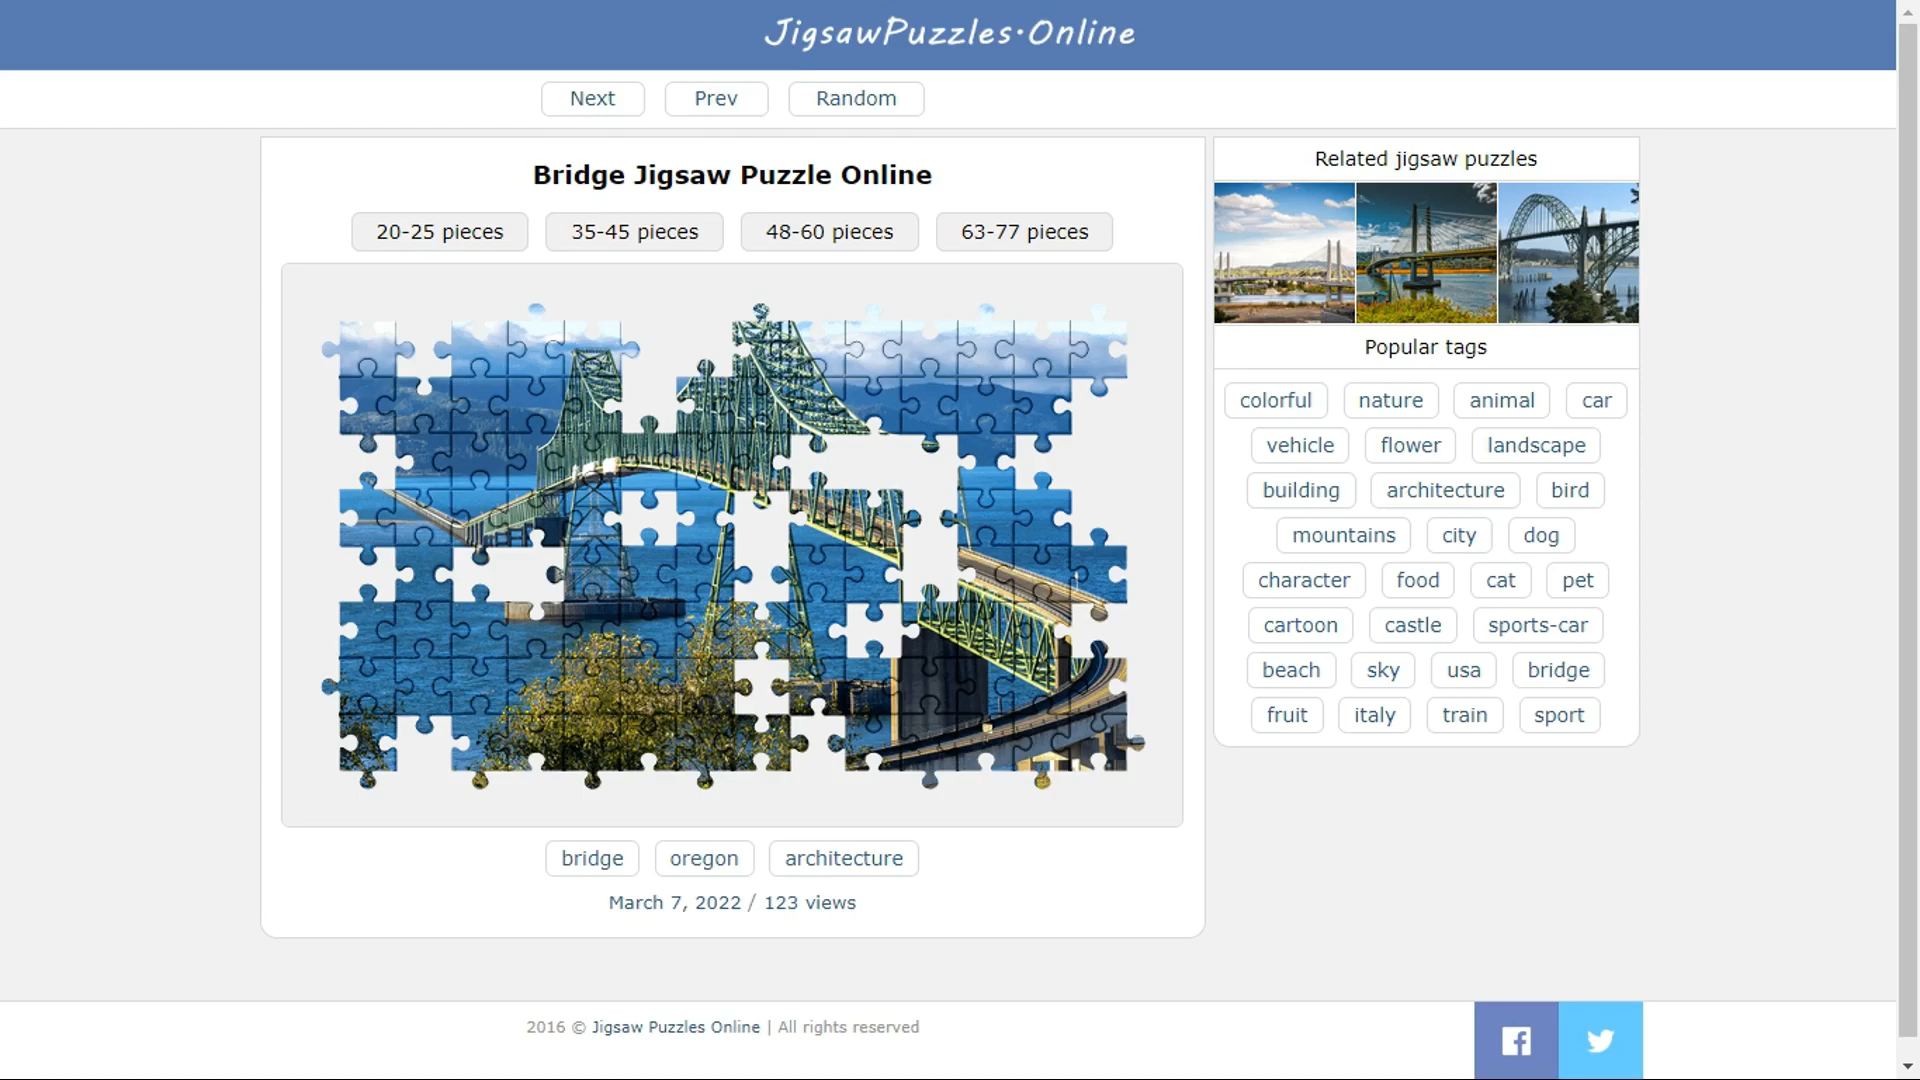 JigsawPuzzles·Online
Next Prev Random
Bridge Jigsaw Puzzle Online
20-25 pieces 35-45 pieces 48-60 pieces 63-77 pieces
bridge oregon architecture
March 7, 2022 / 123 views
Related jigsaw puzzles
Popular tags
colorful nature animal car
vehicle flower landscape
building architecture bird
mountains city dog
character food cat pet
cartoon castle sports-car
beach sky usa bridge
fruit italy train sport
2016 © Jigsaw Puzzles Online | All rights reserved